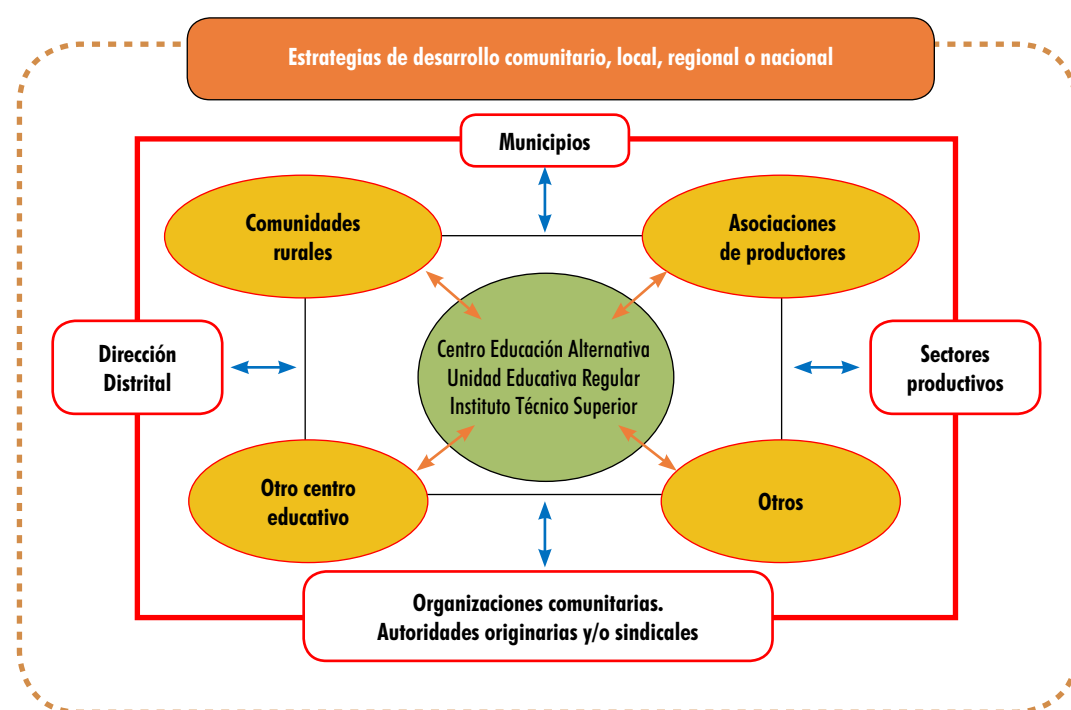 Estrategias de desarrollo comunitario, local, regional o nacional
Municipios
Comunidades
rurales
Asociaciones
de productores
Dirección
Distrital
Centro Educación Alternativa
Unidad Educativa Regular
Instituto Técnico Superior
Sectores
productivos
Otro centro
educativo
Otros
Organizaciones comunitarias.
Autoridades originarias y/o sindicales